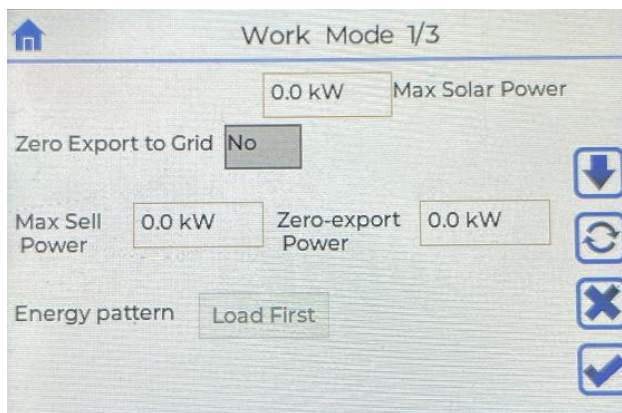 Work Mode 1/3
0.0 kW Max Solar Power
Zero Export to Grid No
Max Sell Power 0.0 kW Zero-export Power 0.0 kW
Energy pattern Load First